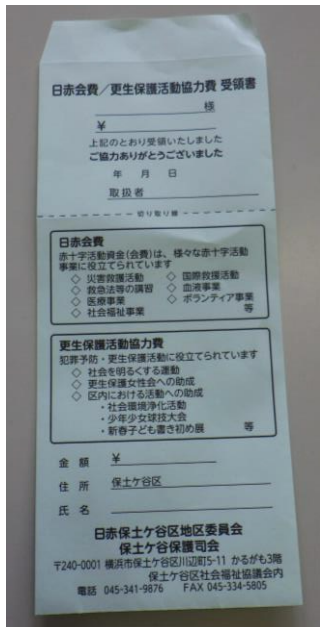 日赤会費／更生保護活動協力費 受領書
様
¥
上記のとおり受領いたしました
ご協力ありがとうございました
年 月 日
取扱者
切り取り線
日赤会費
赤十字活動資金(会費)は、様々な赤十字活動
事業に役立てられています
◇ 災害救護活動 ◇ 国際救援活動
◇ 救急法等の講習 ◇ 血液事業
◇ 医療事業 ◇ ボランティア事業
◇ 社会福祉事業 等
更生保護活動協力費
犯罪予防・更生保護活動に役立てられています
◇ 社会を明るくする運動
◇ 更生保護女性会への助成
◇ 区内における活動への助成
・社会環境浄化活動
・少年少女球技大会
・新春子ども書き初め展 等
金 額 ¥
住 所 保土ケ谷区
氏 名
日赤保土ケ谷区地区委員会
保土ケ谷保護司会
〒240-0001 横浜市保土ケ谷区川辺町5-11 かるがも3階
保土ケ谷区社会福祉協議会内
電話 045-341-9876 FAX 045-334-5805